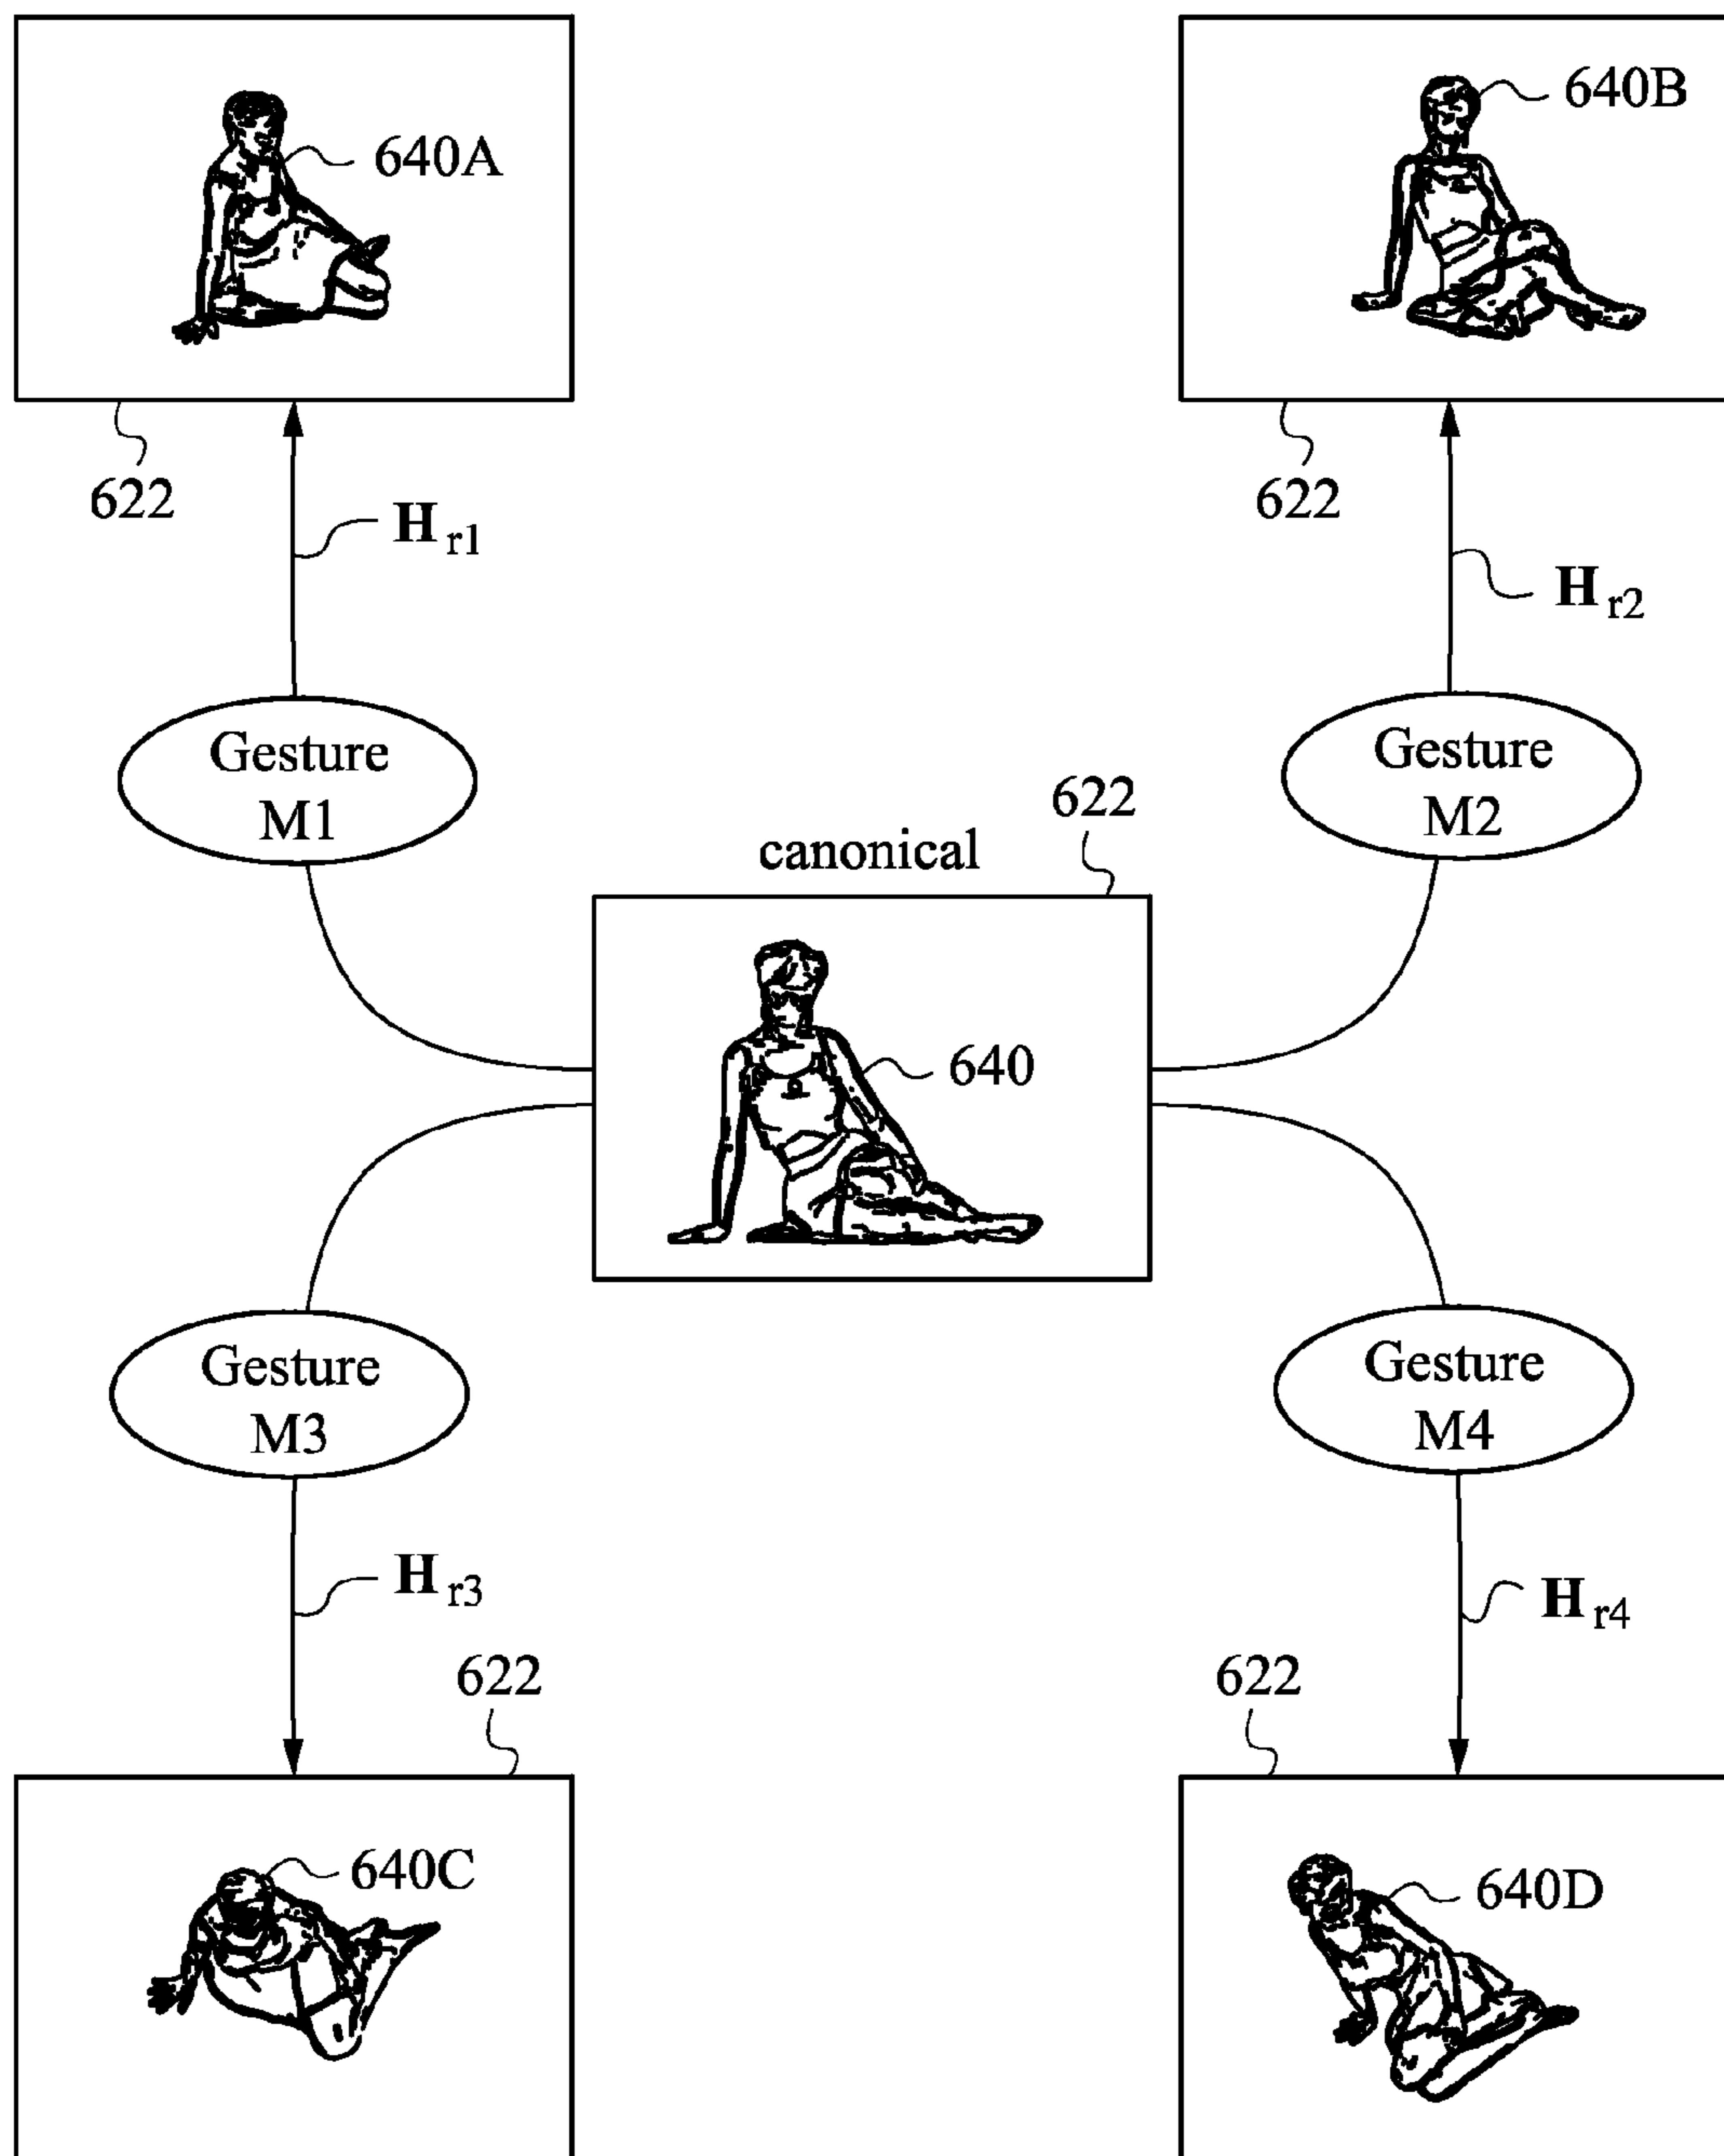 640A
640B
622
622
H r1
H r2
Gesture
M1
Gesture
M2
622
canonical
640
Gesture
M3
Gesture
M4
H r3
H r4
622
622
640C
640D